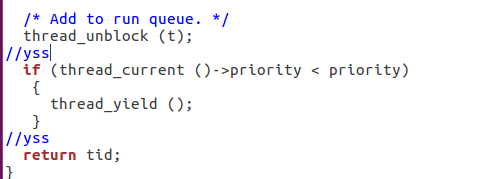 /* Add to run queue. */
  thread_unblock (t);
//yss
  if (thread_current ()->priority < priority)
   {
     thread_yield ();
   }
//yss
  return tid;
}